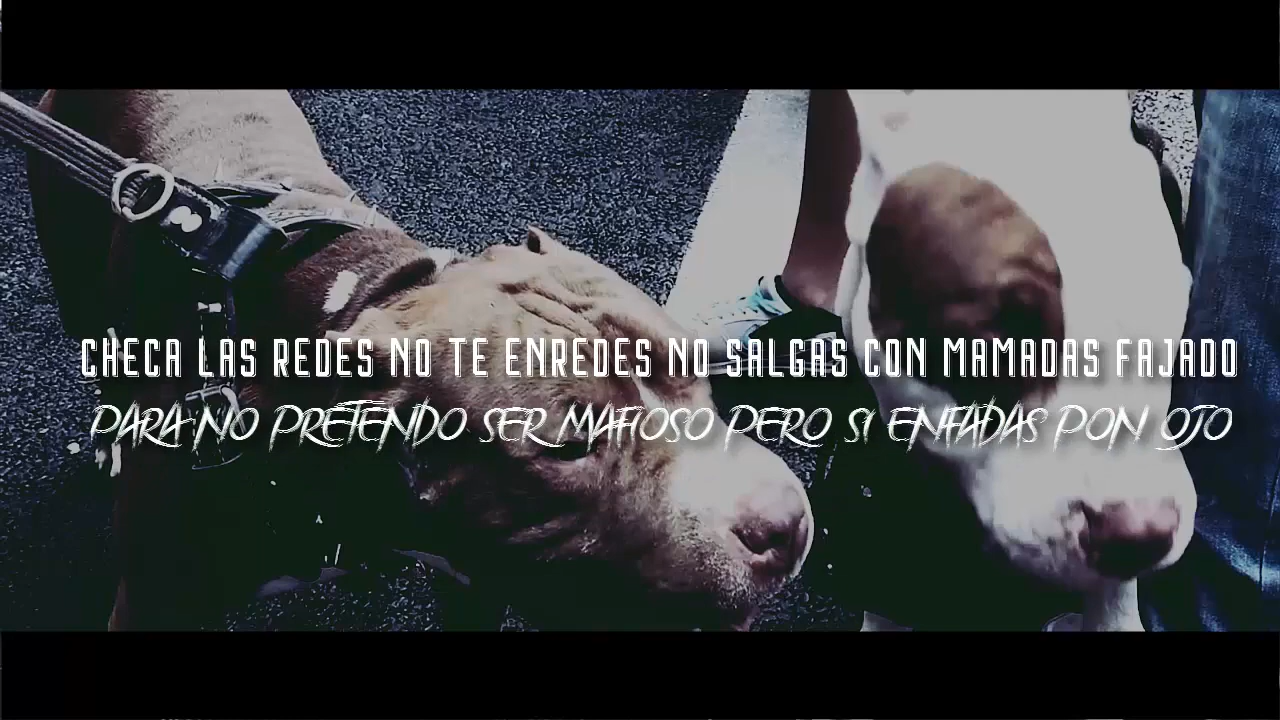 CHECA LAS REDES NO TE ENREDES NO SALGAS CON MAMADAS FAJADO
PARA NO PRETENDO SER MAFIOSO PERO SI ENFADAS PON OJO